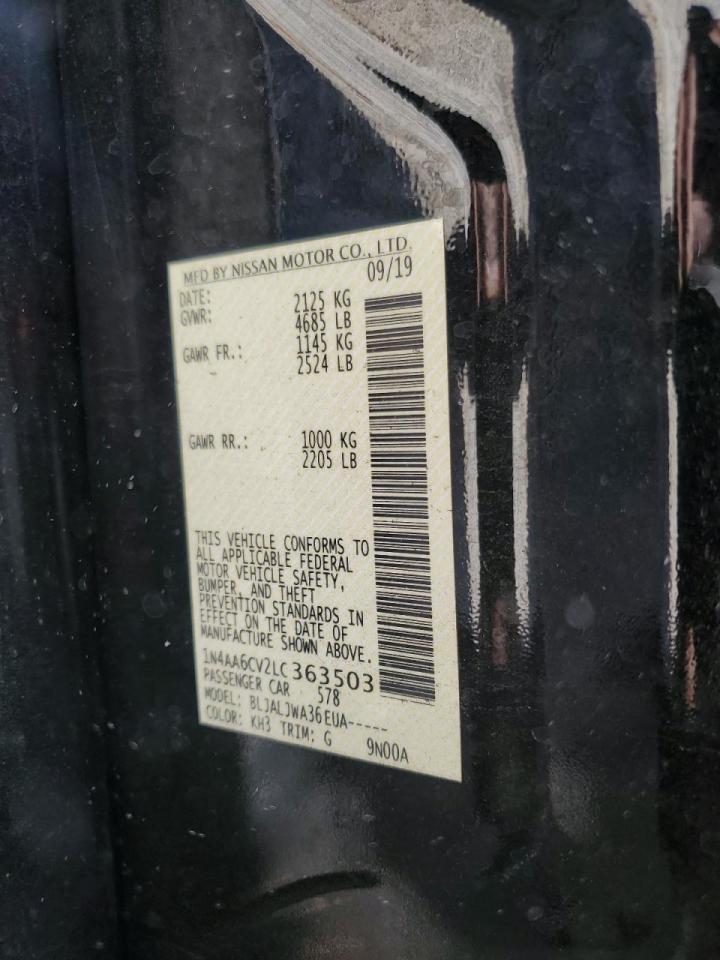 MFD BY NISSAN MOTOR CO., LTD.
DATE: 09/19
GVWR: 2125 KG
4685 LB
GAWR FR.: 1145 KG
2524 LB
GAWR RR.: 1000 KG
2205 LB
THIS VEHICLE CONFORMS TO
ALL APPLICABLE FEDERAL
MOTOR VEHICLE SAFETY,
BUMPER, AND THEFT
PREVENTION STANDARDS IN
EFFECT ON THE DATE OF
MANUFACTURE SHOWN ABOVE.
1N4AA6CV2LC363503
PASSENGER CAR 578
MODEL: BLJALJWA36EUA-----
COLOR: KH3 TRIM: G 9N00A